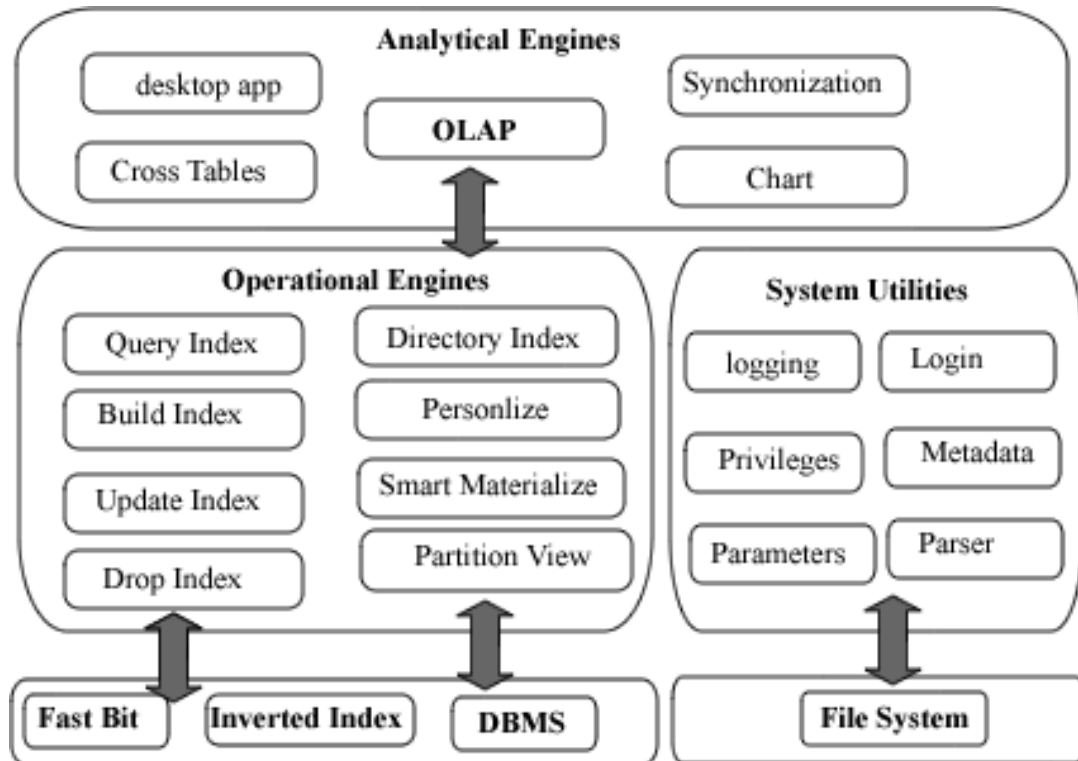 Analytical Engines
desktop app
Synchronization
OLAP
Cross Tables
Chart
Operational Engines
Query Index
Directory Index
Build Index
Personlize
Update Index
Smart Materialize
Drop Index
Partition View
System Utilities
logging
Login
Privileges
Metadata
Parameters
Parser
Fast Bit
Inverted Index
DBMS
File System